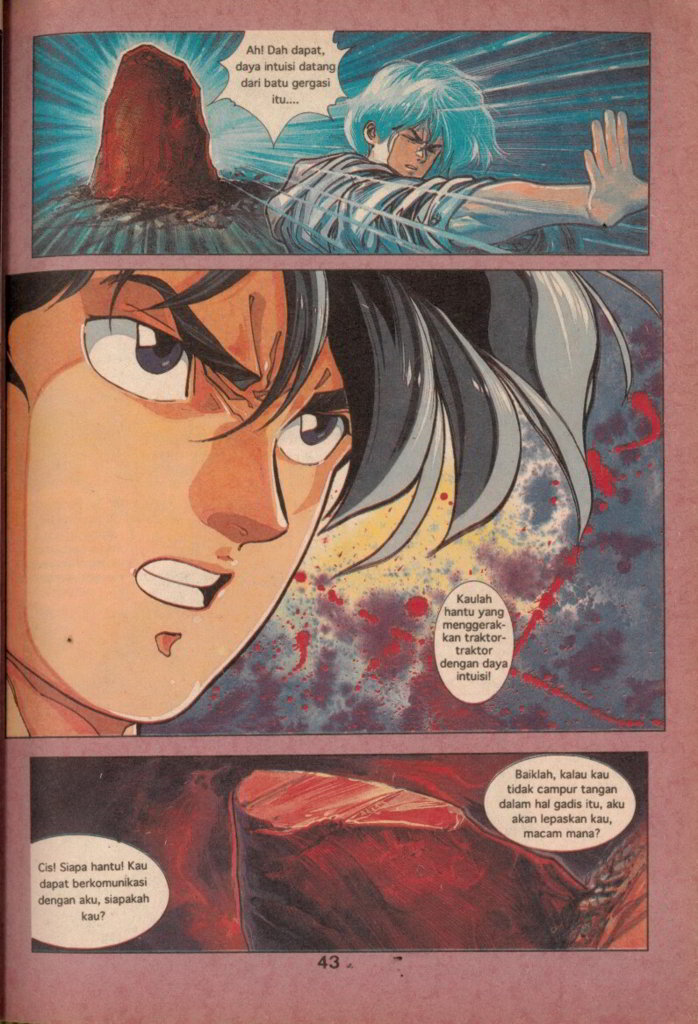 Ah! Dah dapat,
daya intuisi datang
dari batu gergasi
itu....
Kaulah
hantu yang
menggerak-
kan traktor-
traktor
dengan daya
intuisi!
Baiklah, kalau kau
tidak campur tangan
dalam hal gadis itu, aku
akan lepaskan kau,
macam mana?
Cis! Siapa hantu! Kau
dapat berkomunikasi
dengan aku, siapakah
kau?
43